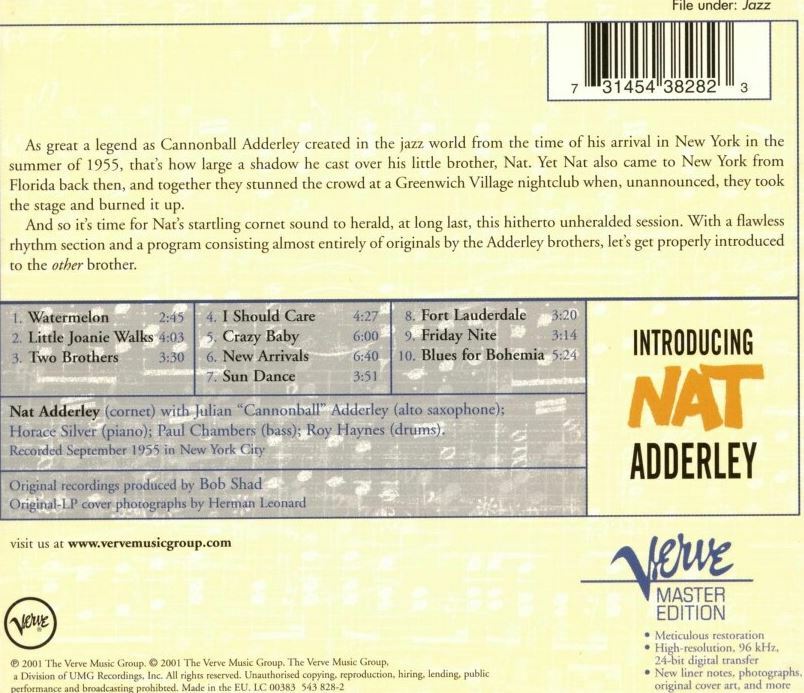 File under: Jazz
7 31454 38282 3
As great a legend as Cannonball Adderley created in the jazz world from the time of his arrival in New York in the
summer of 1955, that's how large a shadow he cast over his little brother, Nat. Yet Nat also came to New York from
Florida back then, and together they stunned the crowd at a Greenwich Village nightclub when, unannounced, they took
the stage and burned it up.
And so it's time for Nat's startling cornet sound to herald, at long last, this hitherto unheralded session. With a flawless
rhythm section and a program consisting almost entirely of originals by the Adderley brothers, let's get properly introduced
to the other brother.
1. Watermelon 2:45
2. Little Joanie Walks 4:03
3. Two Brothers 3:30
4. I Should Care 4:27
5. Crazy Baby 6:00
6. New Arrivals 6:40
7. Sun Dance 3:51
8. Fort Lauderdale 3:20
9. Friday Nite 3:14
10. Blues for Bohemia 5:24
Nat Adderley (cornet) with Julian "Cannonball" Adderley (alto saxophone);
Horace Silver (piano); Paul Chambers (bass); Roy Haynes (drums).
Recorded September 1955 in New York City
Original recordings produced by Bob Shad
Original-LP cover photographs by Herman Leonard
INTRODUCING
NAT
ADDERLEY
visit us at www.vervemusicgroup.com
Verve
MASTER
EDITION
• Meticulous restoration
• High-resolution, 96 kHz,
24-bit digital transfer
• New liner notes, photographs,
original cover art, and more
Verve®
℗ 2001 The Verve Music Group. © 2001 The Verve Music Group. The Verve Music Group,
a Division of UMG Recordings, Inc. All rights reserved. Unauthorised copying, reproduction, hiring, lending, public
performance and broadcasting prohibited. Made in the EU. LC 00383 543 828-2